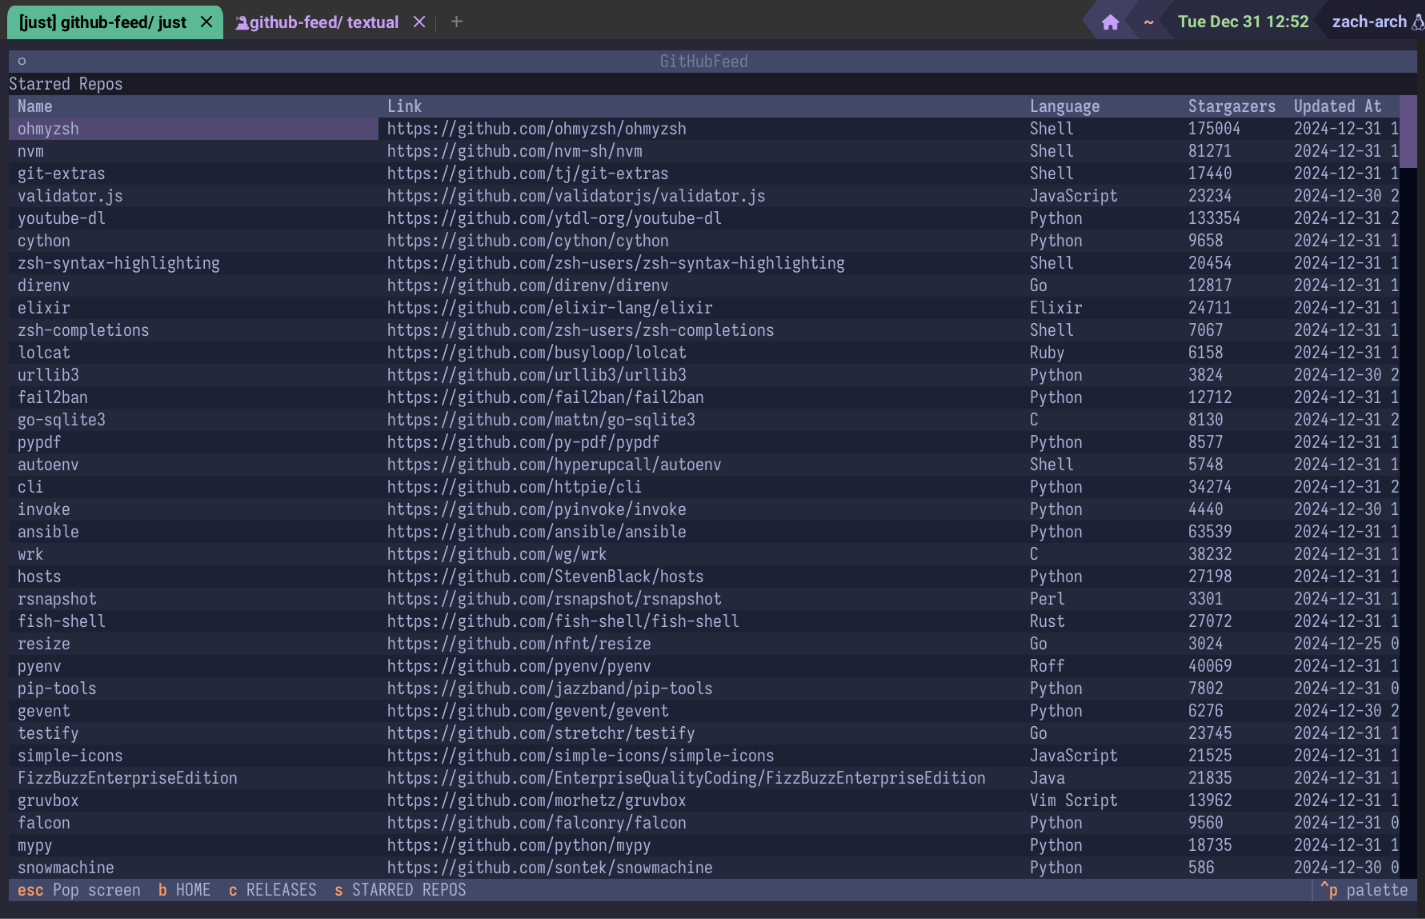 [just] github-feed/ just × github-feed/ textual × + ~ Tue Dec 31 12:52 zach-arch
GitHubFeed
Starred Repos
Name Link Language Stargazers Updated At
ohmyzsh https://github.com/ohmyzsh/ohmyzsh Shell 175004 2024-12-31 1
nvm https://github.com/nvm-sh/nvm Shell 81271 2024-12-31 1
git-extras https://github.com/tj/git-extras Shell 17440 2024-12-31 1
validator.js https://github.com/validatorjs/validator.js JavaScript 23234 2024-12-30 2
youtube-dl https://github.com/ytdl-org/youtube-dl Python 133354 2024-12-31 2
cython https://github.com/cython/cython Python 9658 2024-12-31 1
zsh-syntax-highlighting https://github.com/zsh-users/zsh-syntax-highlighting Shell 20454 2024-12-31 1
direnv https://github.com/direnv/direnv Go 12817 2024-12-31 1
elixir https://github.com/elixir-lang/elixir Elixir 24711 2024-12-31 1
zsh-completions https://github.com/zsh-users/zsh-completions Shell 7067 2024-12-31 1
lolcat https://github.com/busyloop/lolcat Ruby 6158 2024-12-31 1
urllib3 https://github.com/urllib3/urllib3 Python 3824 2024-12-30 2
fail2ban https://github.com/fail2ban/fail2ban Python 12712 2024-12-31 1
go-sqlite3 https://github.com/mattn/go-sqlite3 C 8130 2024-12-31 2
pypdf https://github.com/py-pdf/pypdf Python 8577 2024-12-31 1
autoenv https://github.com/hyperupcall/autoenv Shell 5748 2024-12-31 1
cli https://github.com/httpie/cli Python 34274 2024-12-31 2
invoke https://github.com/pyinvoke/invoke Python 4440 2024-12-30 1
ansible https://github.com/ansible/ansible Python 63539 2024-12-31 1
wrk https://github.com/wg/wrk C 38232 2024-12-31 1
hosts https://github.com/StevenBlack/hosts Python 27198 2024-12-31 1
rsnapshot https://github.com/rsnapshot/rsnapshot Perl 3301 2024-12-31 1
fish-shell https://github.com/fish-shell/fish-shell Rust 27072 2024-12-31 1
resize https://github.com/nfnt/resize Go 3024 2024-12-25 0
pyenv https://github.com/pyenv/pyenv Roff 40069 2024-12-31 1
pip-tools https://github.com/jazzband/pip-tools Python 7802 2024-12-31 0
gevent https://github.com/gevent/gevent Python 6276 2024-12-30 2
testify https://github.com/stretchr/testify Go 23745 2024-12-31 1
simple-icons https://github.com/simple-icons/simple-icons JavaScript 21525 2024-12-31 1
FizzBuzzEnterpriseEdition https://github.com/EnterpriseQualityCoding/FizzBuzzEnterpriseEdition Java 21835 2024-12-31 1
gruvbox https://github.com/morhetz/gruvbox Vim Script 13962 2024-12-31 1
falcon https://github.com/falconry/falcon Python 9560 2024-12-31 0
mypy https://github.com/python/mypy Python 18735 2024-12-31 1
snowmachine https://github.com/sontek/snowmachine Python 586 2024-12-30 0
esc Pop screen b HOME c RELEASES s STARRED REPOS ^p palette